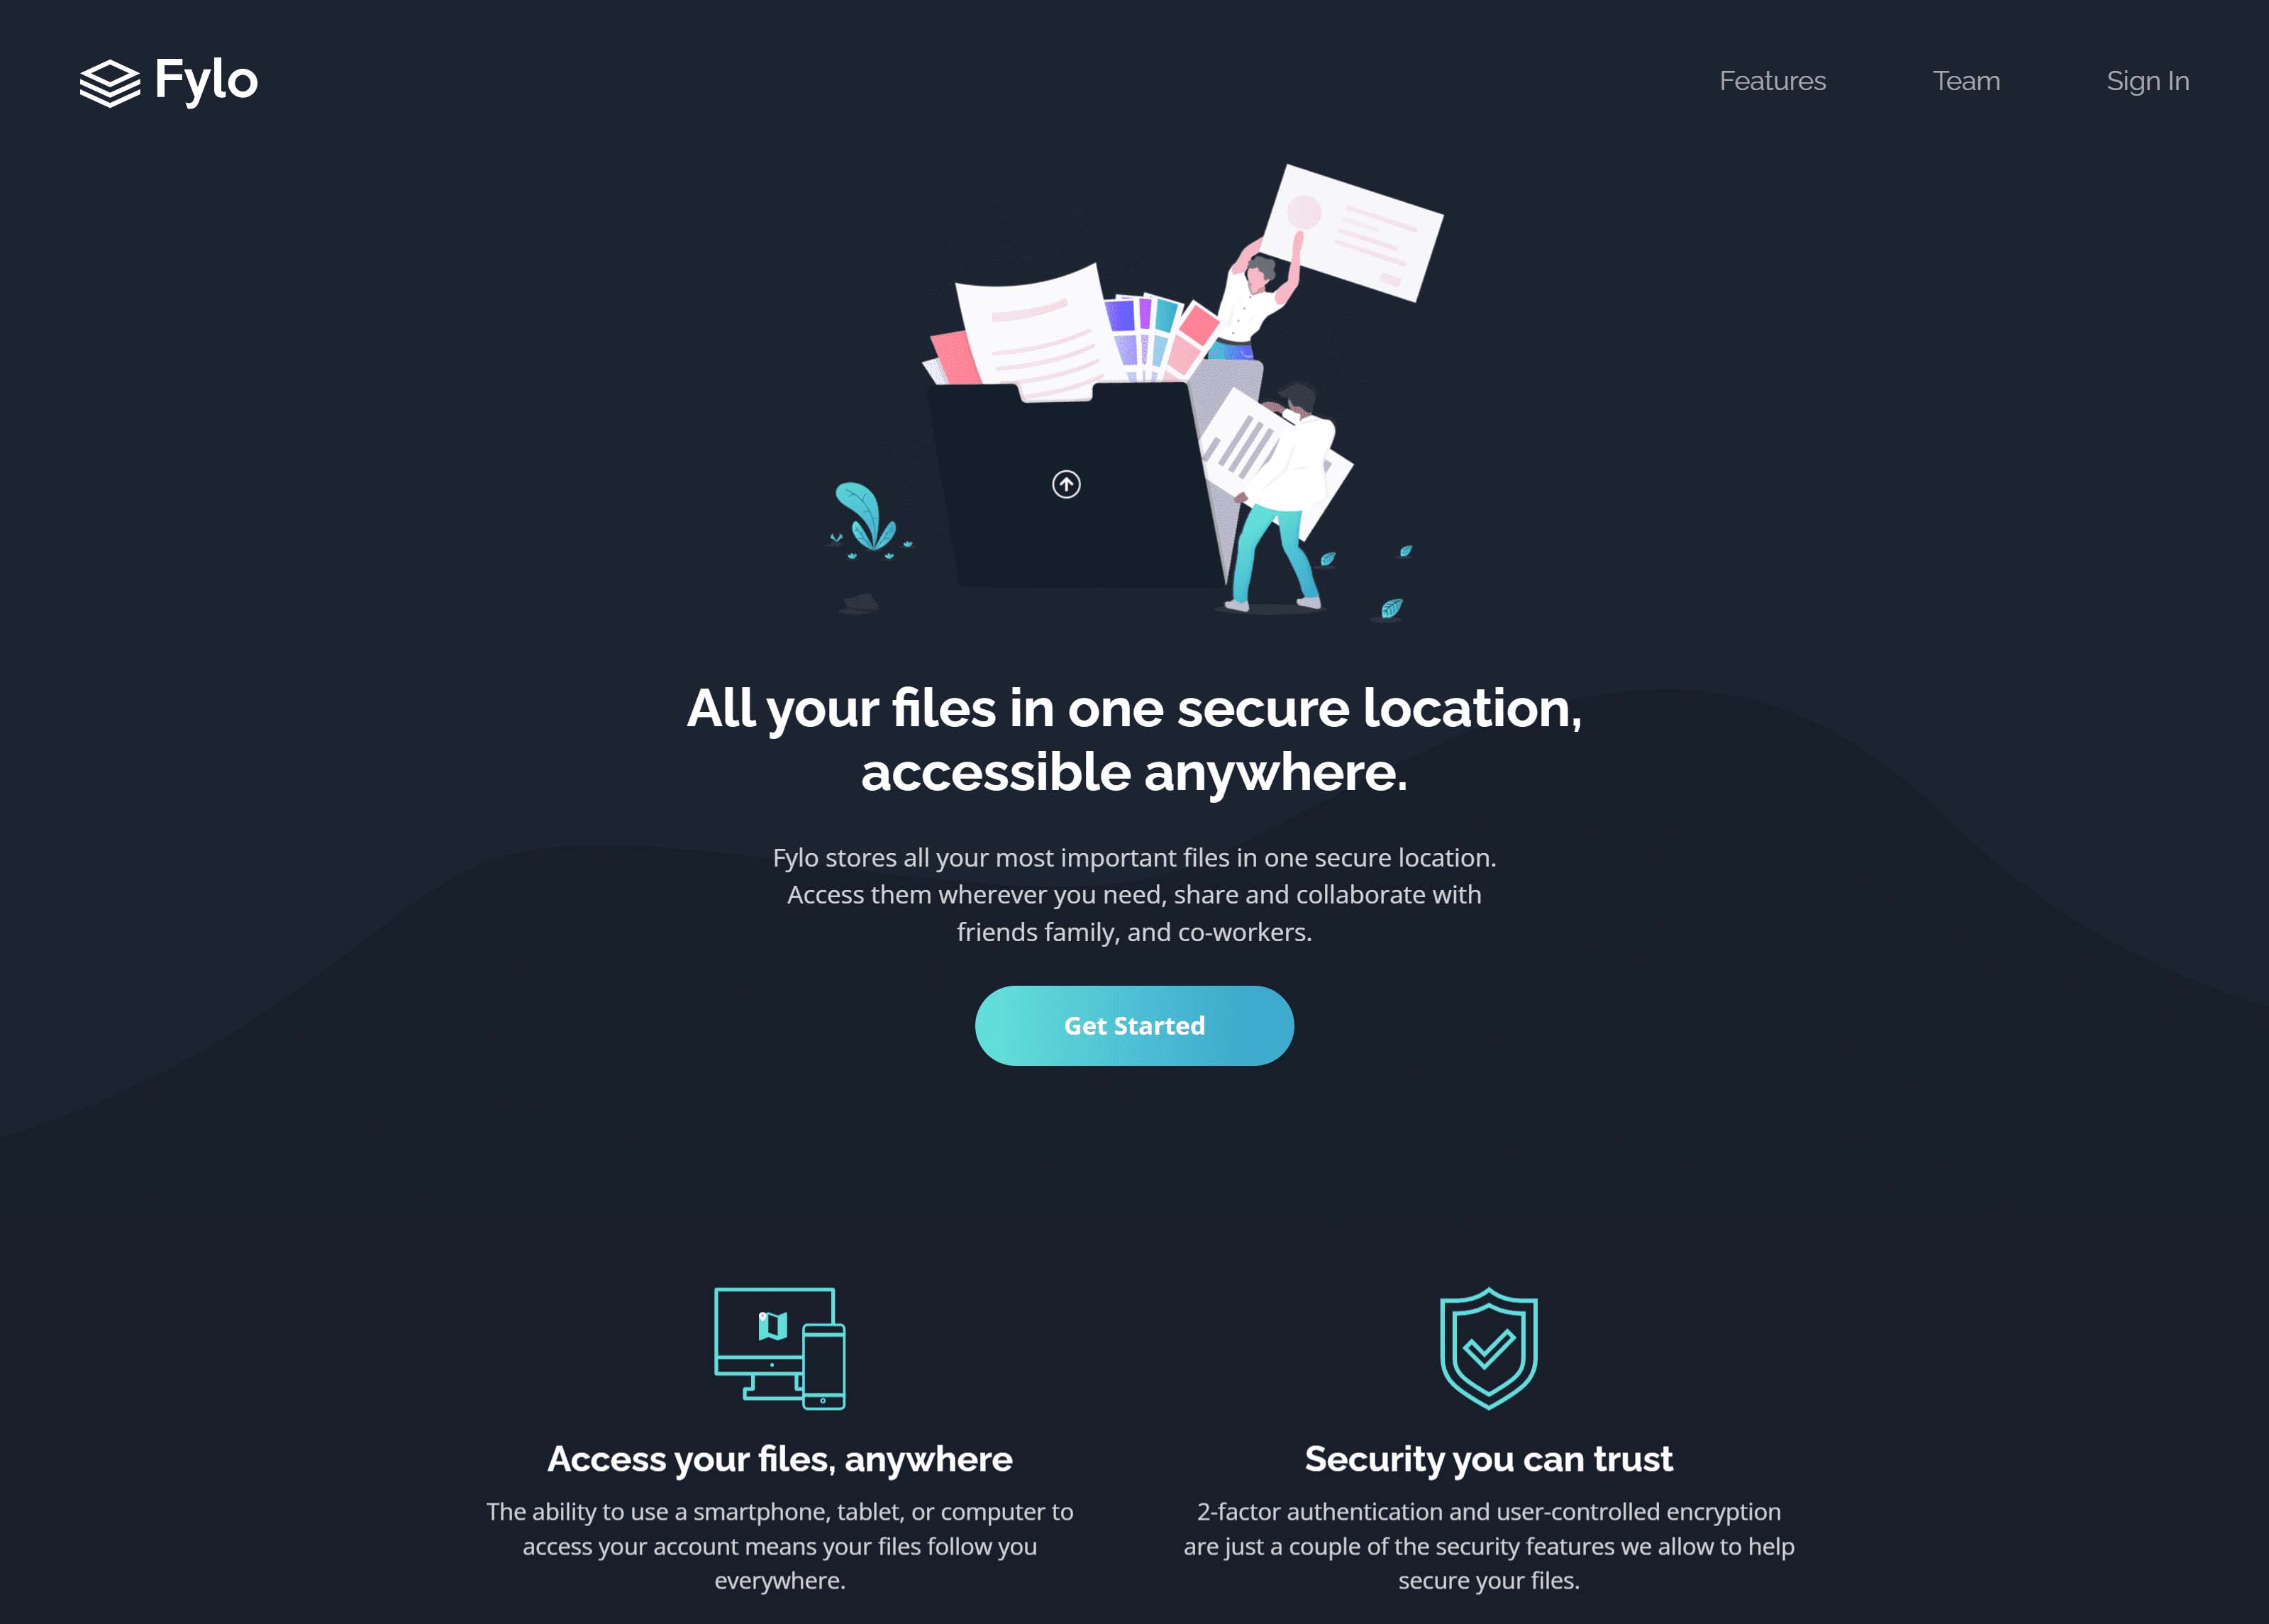 Fylo
Features
Team
Sign In
All your files in one secure location,
accessible anywhere.
Fylo stores all your most important files in one secure location.
Access them wherever you need, share and collaborate with
friends family, and co-workers.
Get Started
Access your files, anywhere
The ability to use a smartphone, tablet, or computer to
access your account means your files follow you
everywhere.
Security you can trust
2-factor authentication and user-controlled encryption
are just a couple of the security features we allow to help
secure your files.